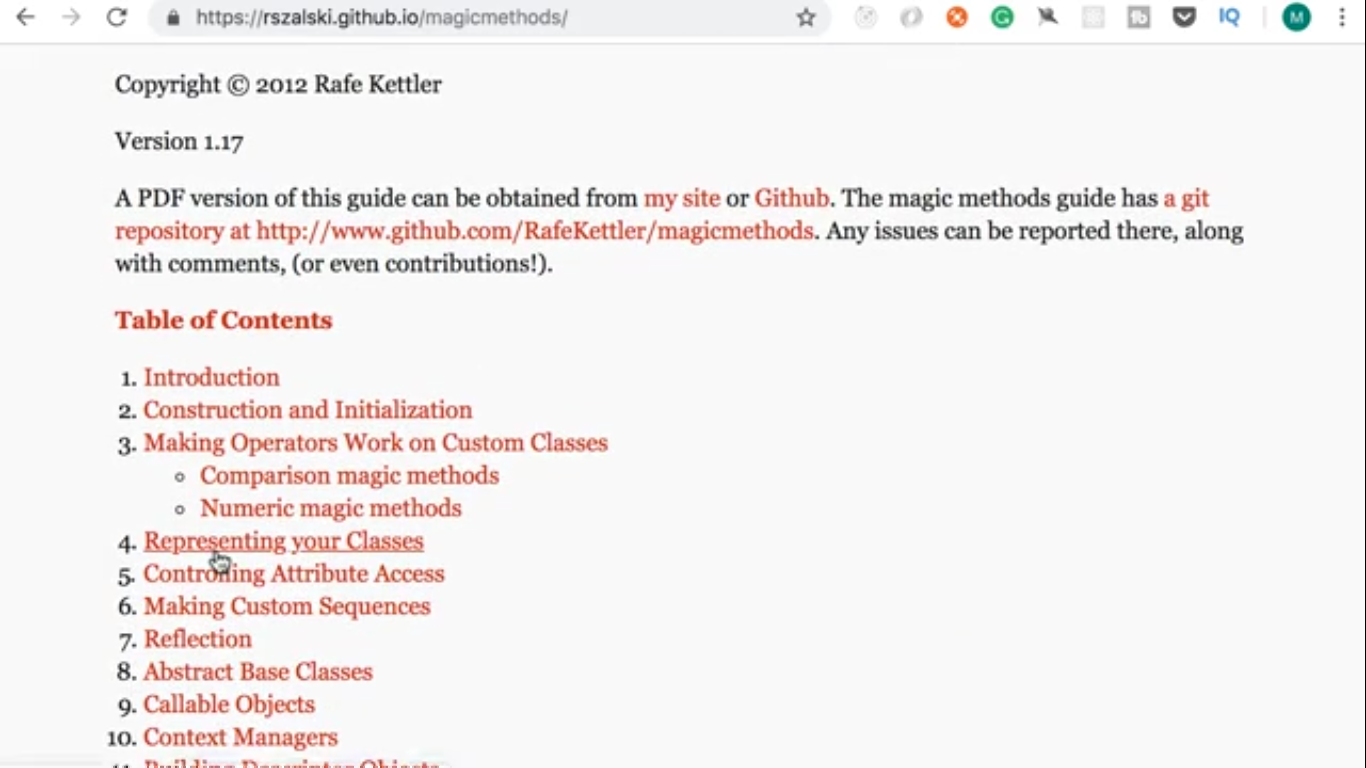 https://rszalski.github.io/magicmethods/
IQ
M
Copyright © 2012 Rafe Kettler
Version 1.17
A PDF version of this guide can be obtained from my site or Github. The magic methods guide has a git
repository at http://www.github.com/RafeKettler/magicmethods. Any issues can be reported there, along
with comments, (or even contributions!).
Table of Contents
1. Introduction
2. Construction and Initialization
3. Making Operators Work on Custom Classes
Comparison magic methods
Numeric magic methods
4. Representing your Classes
5. Controlling Attribute Access
6. Making Custom Sequences
7. Reflection
8. Abstract Base Classes
9. Callable Objects
10. Context Managers
11. Building Descriptor Objects